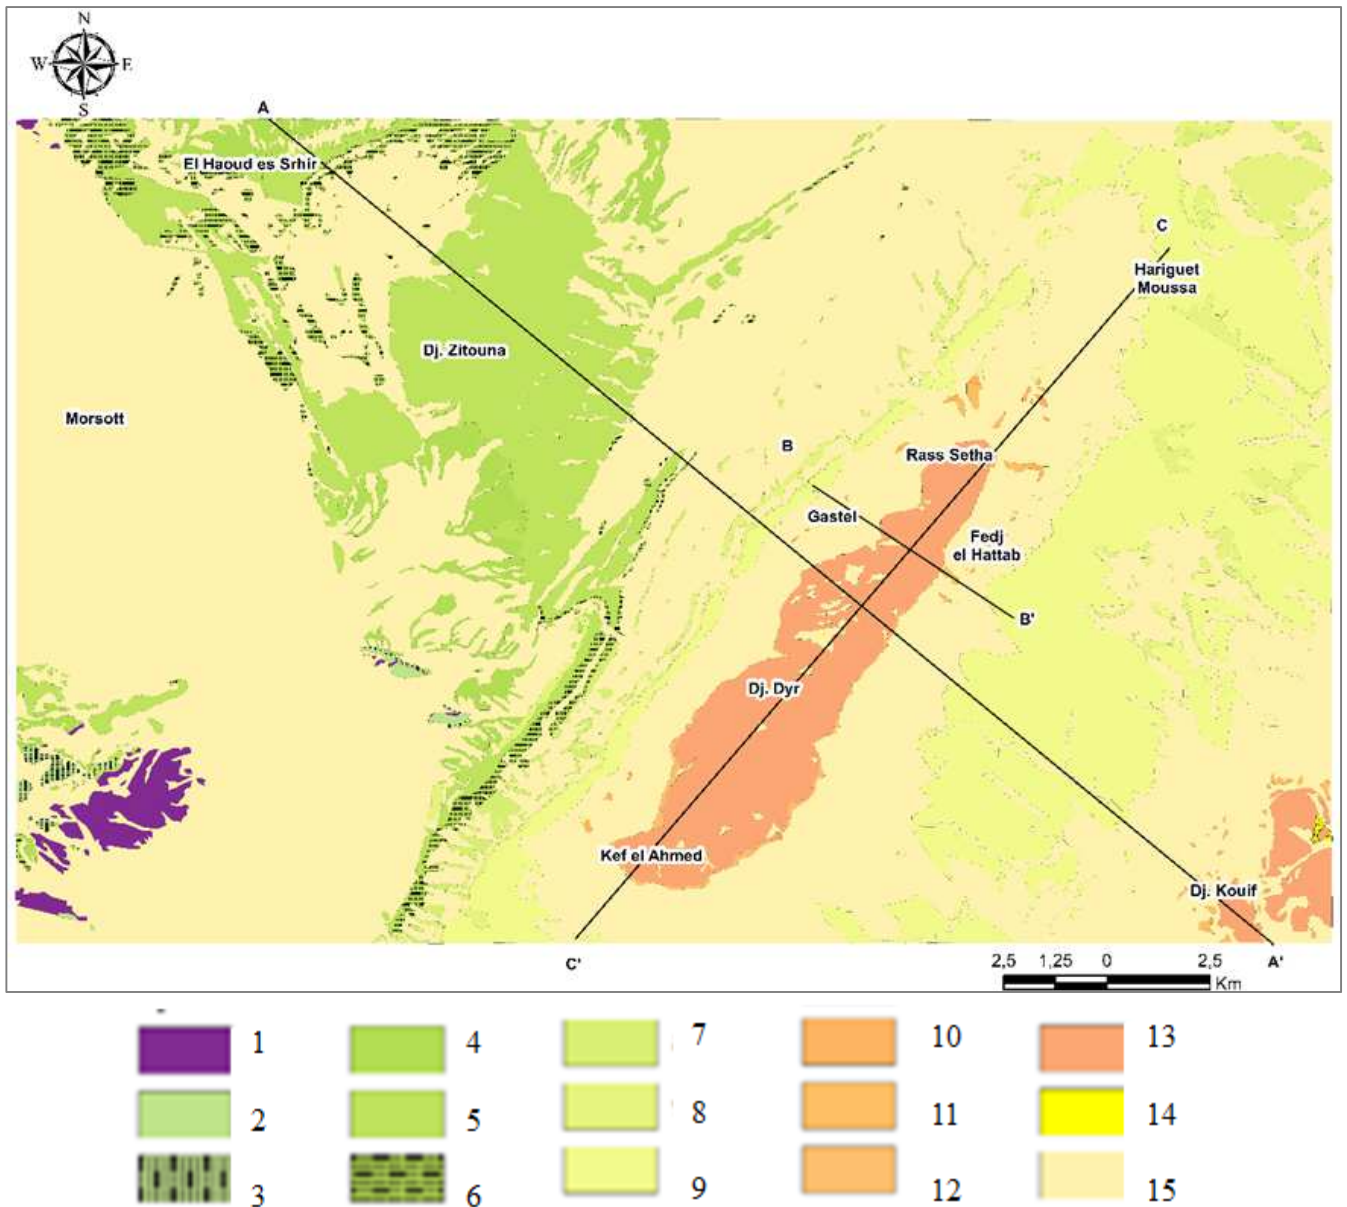 N
W E
S
A
El Haoud es Srhir
C
Hariguet
Moussa
Dj. Zitouna
Morsott
B
Rass Setha
Gastel
Fedj
el Hattab
B'
Dj. Dyr
Kef el Ahmed
Dj. Kouif
C'
A'
2,5 1,25 0 2,5
Km
1 4 7 10 13
2 5 8 11 14
3 6 9 12 15